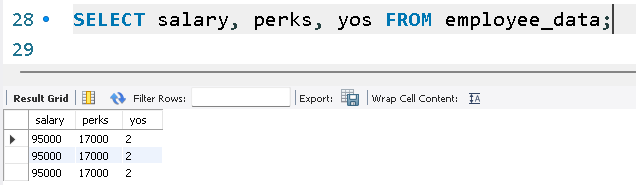 28 SELECT salary, perks, yos FROM employee_data;
29
Result Grid Filter Rows: Export: Wrap Cell Content: IA
salary perks yos
95000 17000 2
95000 17000 2
95000 17000 2